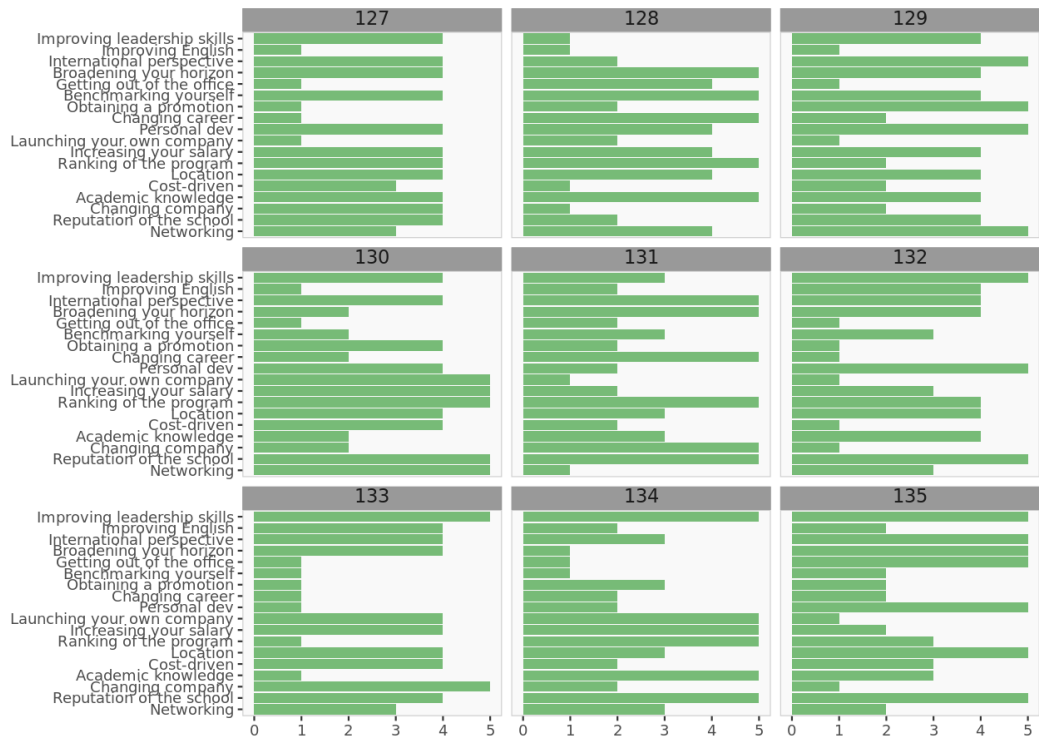 127 128 129
Improving leadership skills
Improving English
International perspective
Broadening your horizon
Getting out of the office
Benchmarking yourself
Obtaining a promotion
Changing career
Personal dev
Launching your own company
Increasing your salary
Ranking of the program
Location
Cost-driven
Academic knowledge
Changing company
Reputation of the school
Networking
130 131 132
Improving leadership skills
Improving English
International perspective
Broadening your horizon
Getting out of the office
Benchmarking yourself
Obtaining a promotion
Changing career
Personal dev
Launching your own company
Increasing your salary
Ranking of the program
Location
Cost-driven
Academic knowledge
Changing company
Reputation of the school
Networking
133 134 135
Improving leadership skills
Improving English
International perspective
Broadening your horizon
Getting out of the office
Benchmarking yourself
Obtaining a promotion
Changing career
Personal dev
Launching your own company
Increasing your salary
Ranking of the program
Location
Cost-driven
Academic knowledge
Changing company
Reputation of the school
Networking
0 1 2 3 4 5 0 1 2 3 4 5 0 1 2 3 4 5